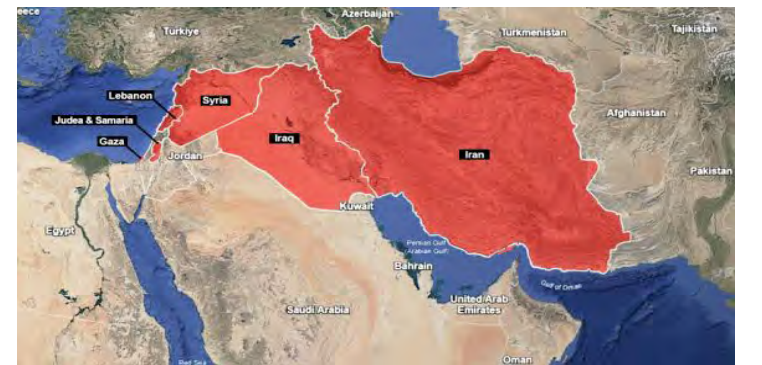 eece
Azerbaijan
Türkiye
Turkmenistan
Tajikistan
Lebanon
Syria
Judea & Samaria
Afghanistan
Gaza
Iraq
Jordan
Iran
Pakistan
Kuwait
Egypt
Persian Gulf
(Arabian Gulf)
Bahrain
Gulf of Oman
Saudi Arabia
United Arab
Emirates
Oman
Red Sea